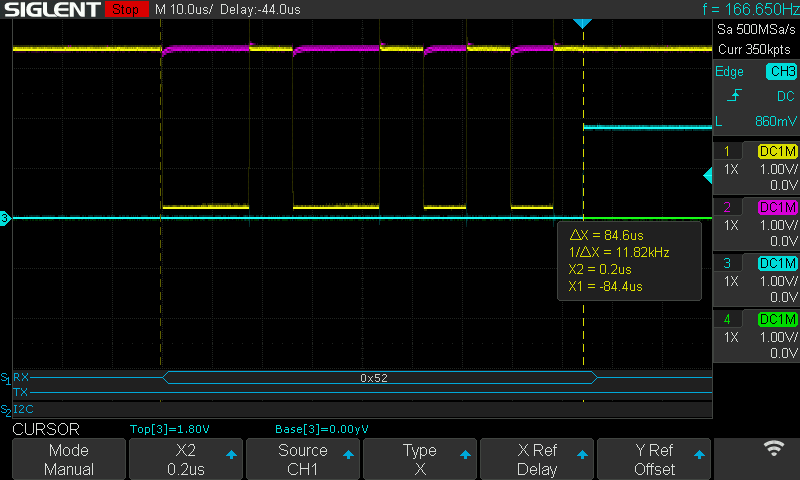 SIGLENT Stop M 10.0us/ Delay:-44.0us f = 166.650Hz
Sa 500MSa/s
Curr 350kpts
Edge CH3
DC
L 860mV
1 DC1M
1X 1.00V/
0.0V
2 DC1M
1X 1.00V/
0.0V
3 DC1M
1X 1.00V/
0.0V
4 DC1M
1X 1.00V/
0.0V
3
ΔX = 84.6us
1/ΔX = 11.82kHz
X2 = 0.2us
X1 = -84.4us
S1 RX 0x52
TX
S2 I2C
CURSOR Top[3]=1.80V Base[3]=0.00yV
Mode
Manual
X2
0.2us
Source
CH1
Type
X
X Ref
Delay
Y Ref
Offset